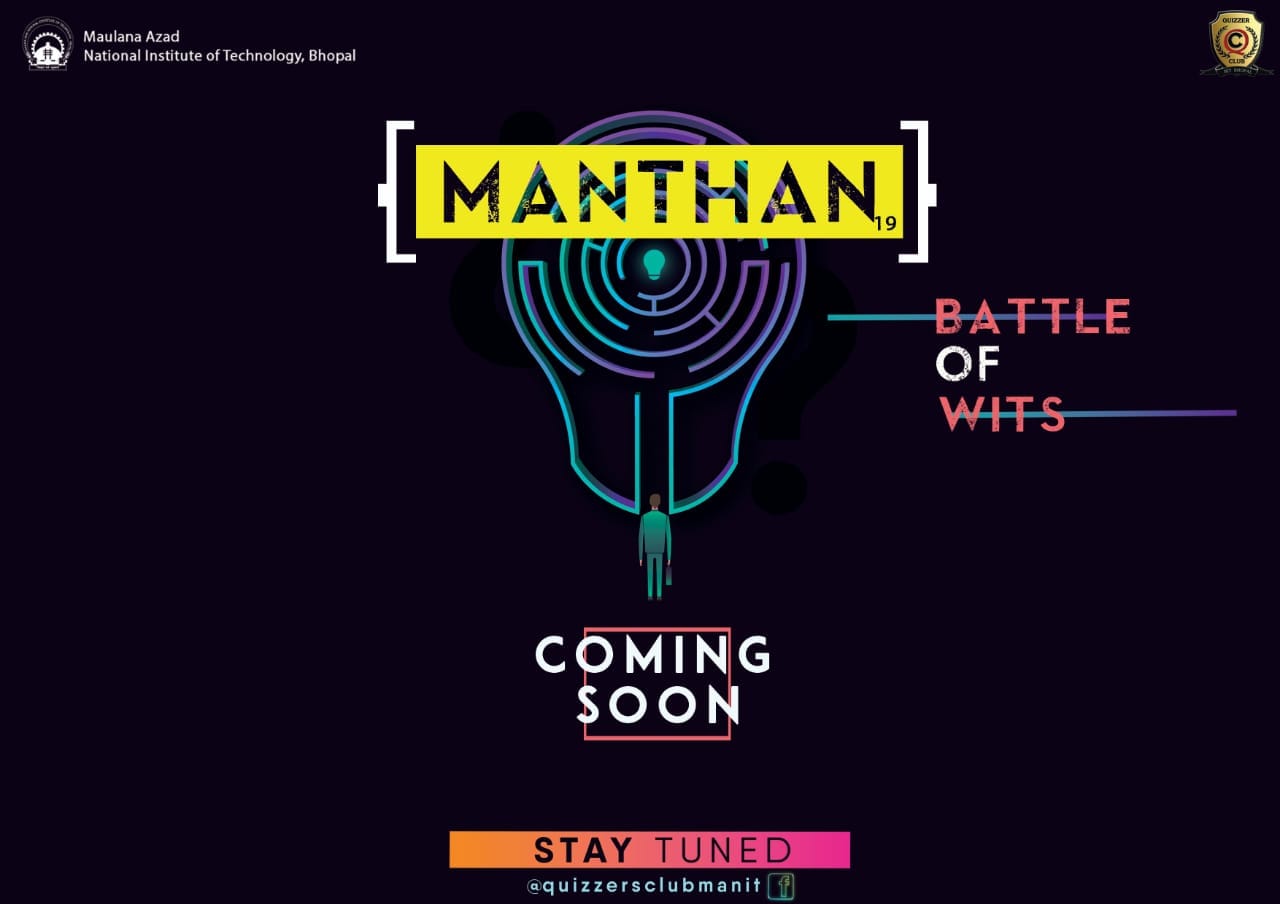 Maulana Azad
National Institute of Technology, Bhopal
QUIZZER
CQ
CLUB
MANTHAN
19
BATTLE
OF
WITS
COMING
SOON
STAY TUNED
@quizzersclubmanit f